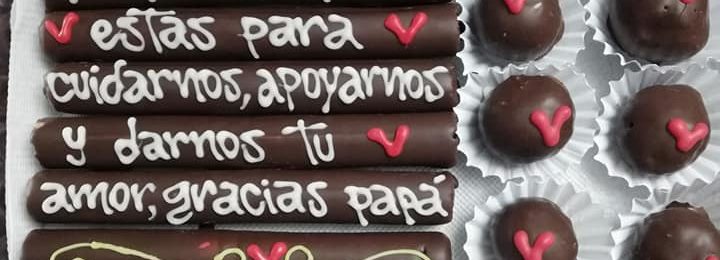 estas para
cuidarnos, apoyarnos
y darnos tu
amor, gracias papá